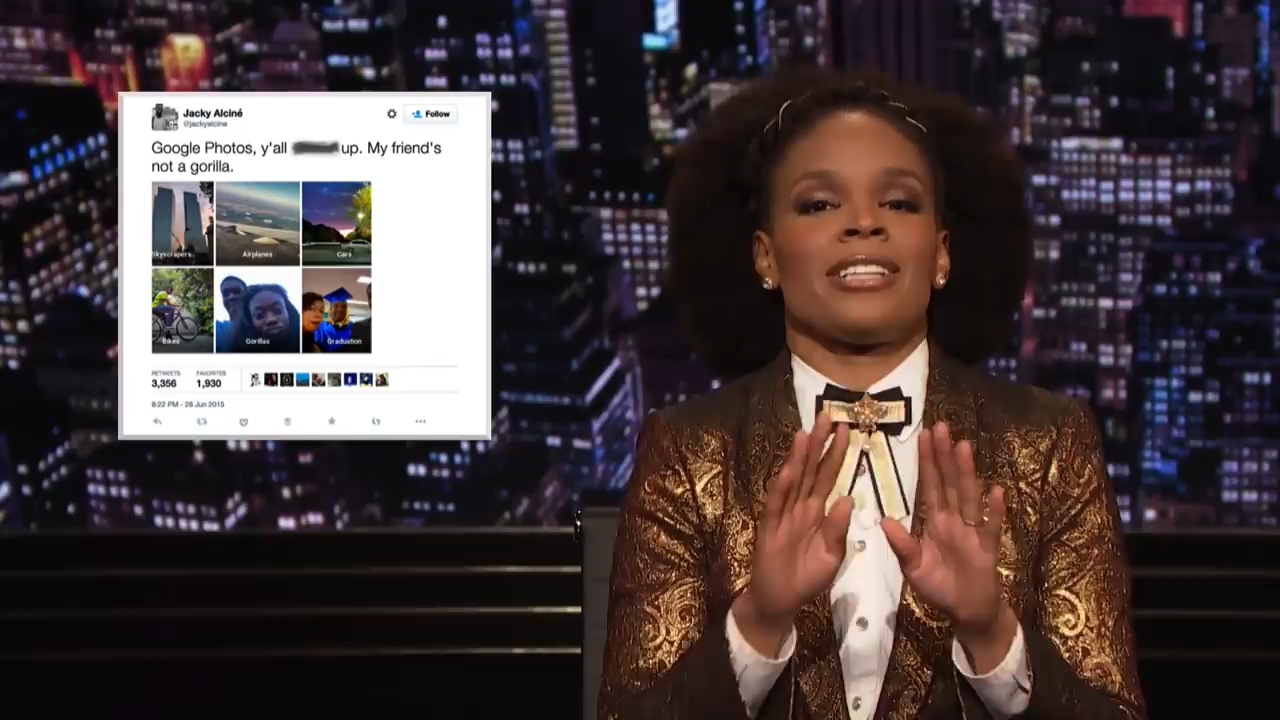 Jacky Alciné
@jackyalcine
Follow
Google Photos, y'all up. My friend's
not a gorilla.
Skyscrapers
Airplanes
Cars
Bikes
Gorillas
Graduation
RETWEETS
FAVORITES
3,356
1,930
8:22 PM - 28 Jun 2015